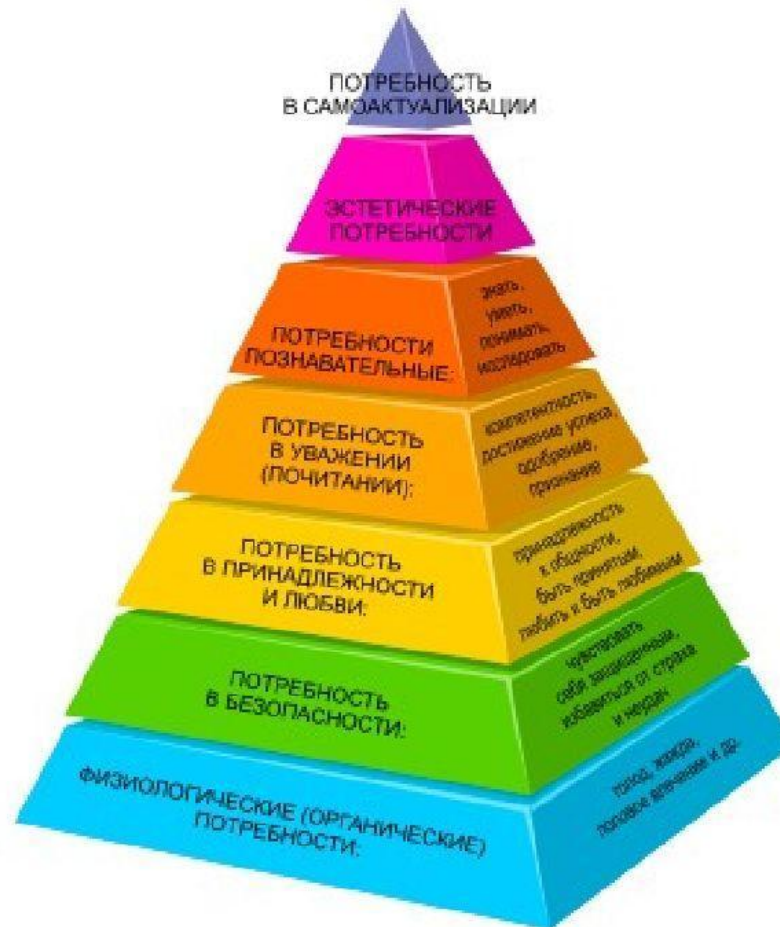 ПОТРЕБНОСТЬ
В САМОАКТУАЛИЗАЦИИ
ЭСТЕТИЧЕСКИЕ
ПОТРЕБНОСТИ
ПОТРЕБНОСТИ
ПОЗНАВАТЕЛЬНЫЕ:
знать,
уметь,
понимать,
исследовать
ПОТРЕБНОСТЬ
В УВАЖЕНИИ
(ПОЧИТАНИИ):
компетентность,
достижение успеха,
одобрение,
признание
ПОТРЕБНОСТЬ
В ПРИНАДЛЕЖНОСТИ
И ЛЮБВИ:
принадлежность
к общности,
быть принятым,
любить и быть любимым
ПОТРЕБНОСТЬ
В БЕЗОПАСНОСТИ:
чувствовать
себя защищенным,
избавиться от страха
и неудач
ФИЗИОЛОГИЧЕСКИЕ (ОРГАНИЧЕСКИЕ)
ПОТРЕБНОСТИ:
голод, жажда,
половое влечение и др.